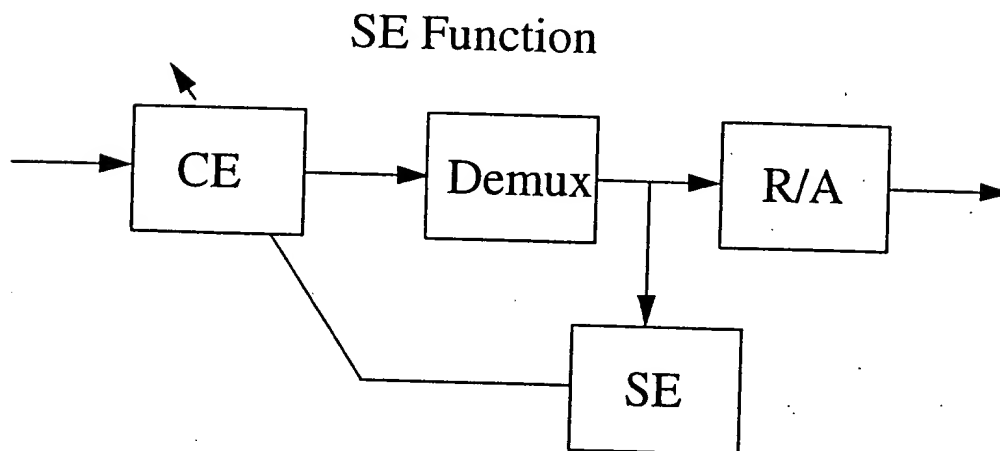 SE Function
CE
Demux
R/A
SE